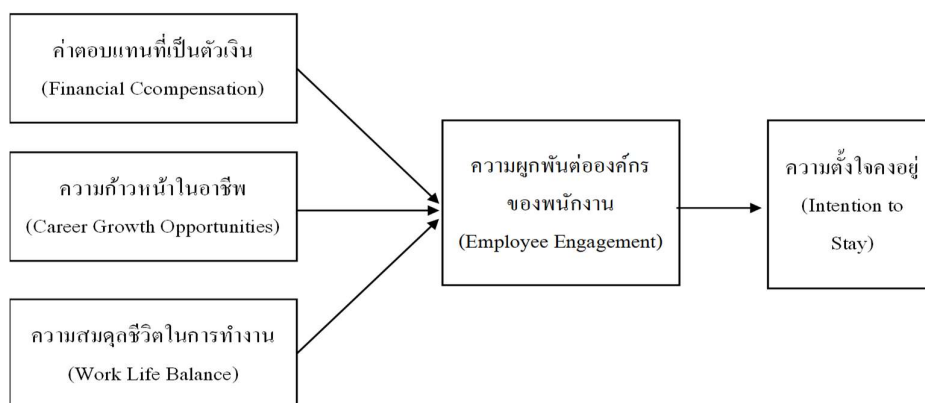 ค่าตอบแทนที่เป็นตัวเงิน
(Financial Ccompensation)
ความก้าวหน้าในอาชีพ
(Career Growth Opportunities)
ความสมดุลชีวิตในการทำงาน
(Work Life Balance)
ความผูกพันต่อองค์กร
ของพนักงาน
(Employee Engagement)
ความตั้งใจคงอยู่
(Intention to
Stay)